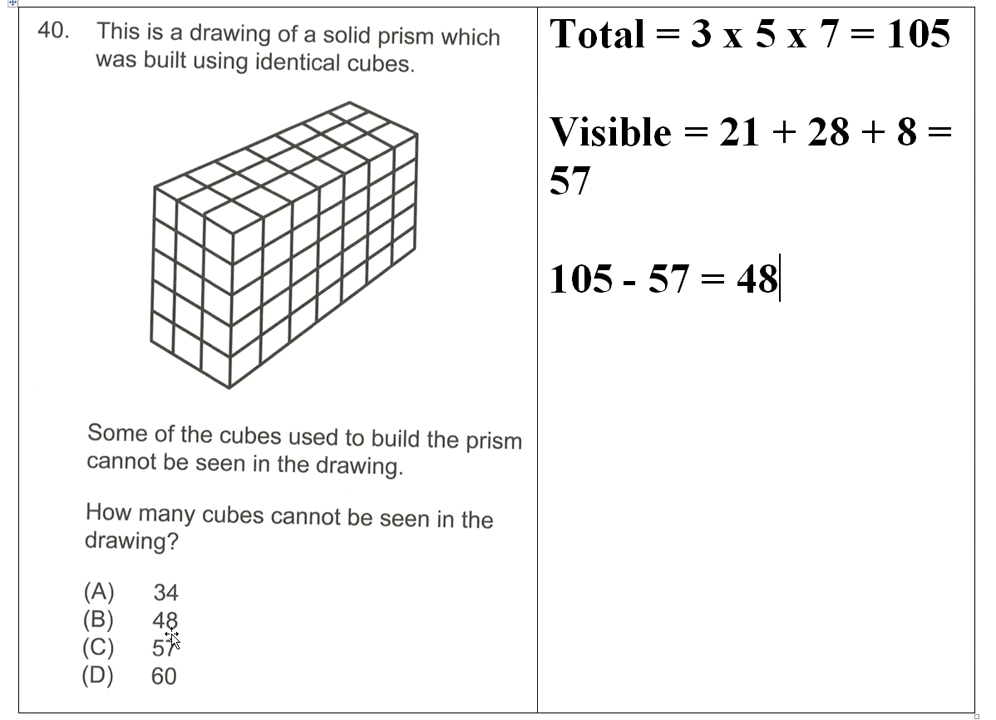 40. This is a drawing of a solid prism which
was built using identical cubes.
Some of the cubes used to build the prism
cannot be seen in the drawing.
How many cubes cannot be seen in the
drawing?
(A) 34
(B) 48
(C) 57
(D) 60
Total = 3 x 5 x 7 = 105
Visible = 21 + 28 + 8 =
57
105 - 57 = 48